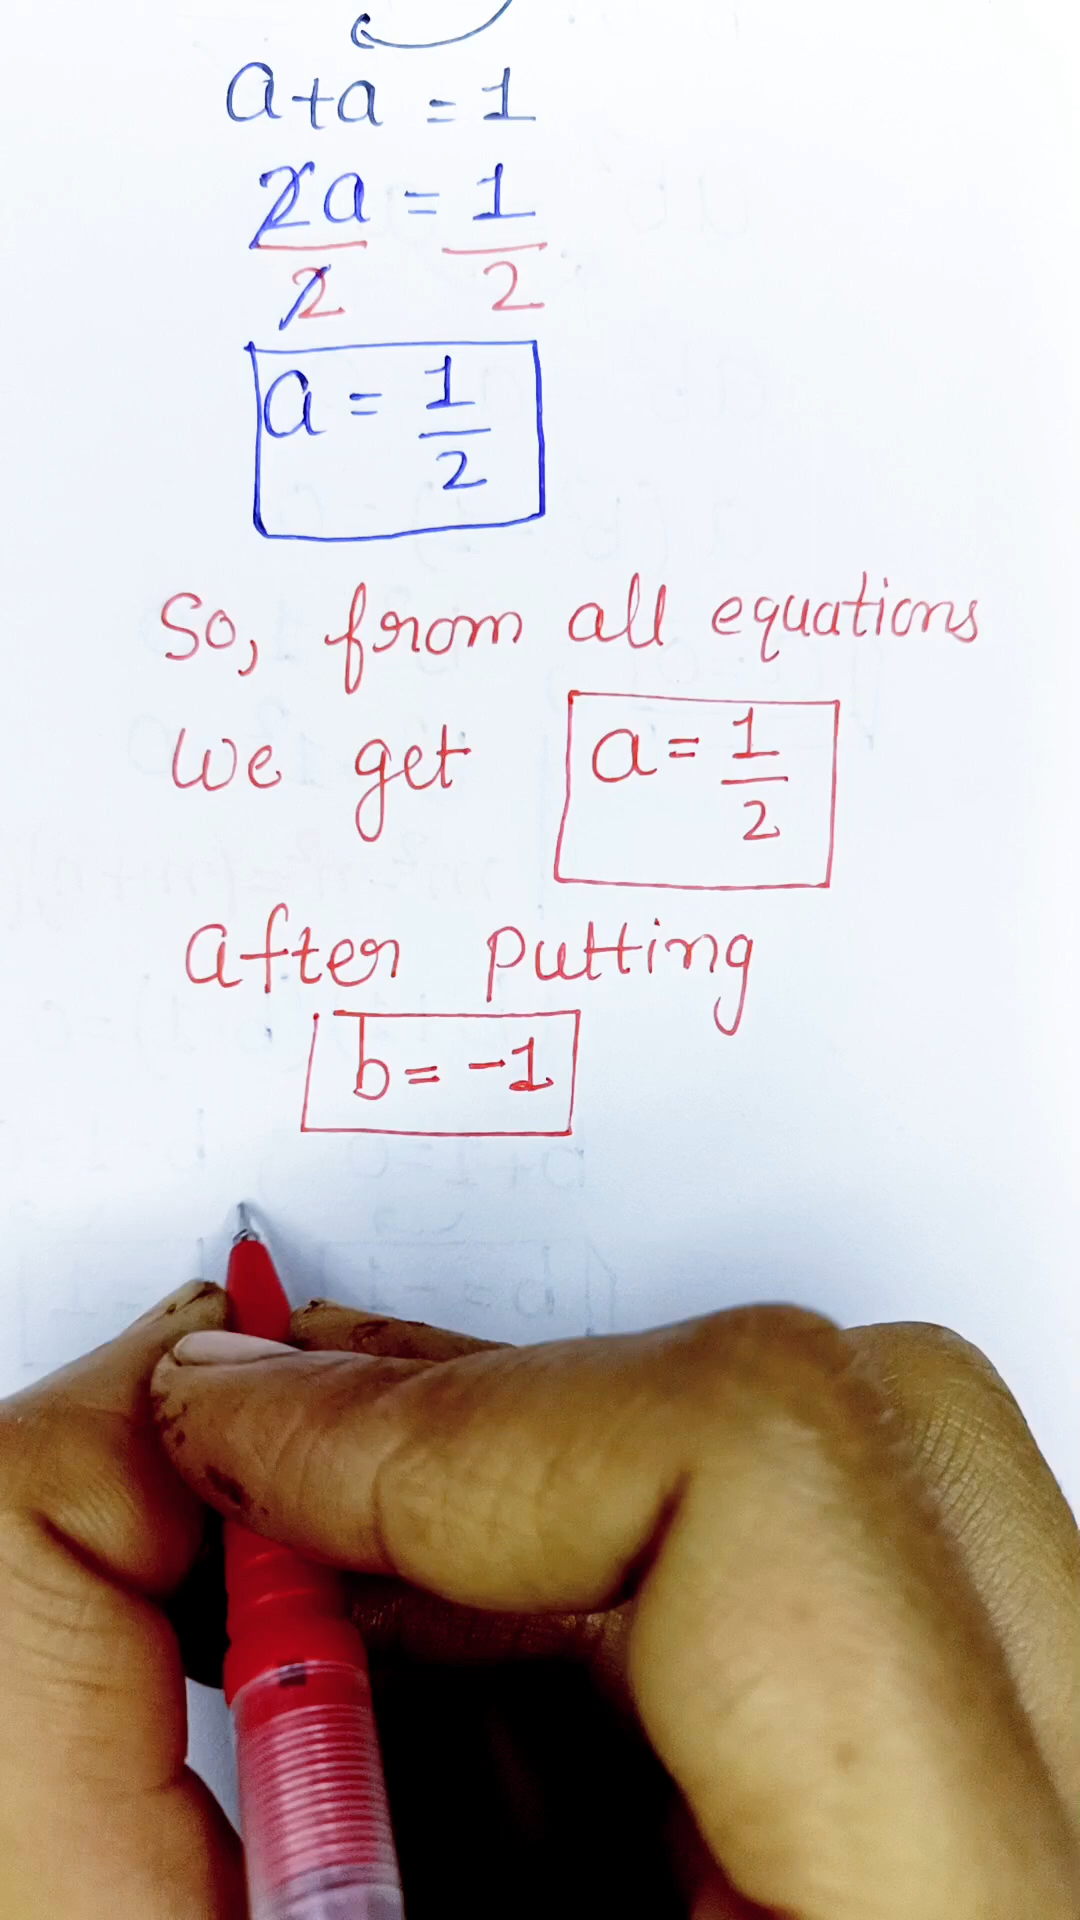 a+a = 1
2a = 1
2 2
a = 1
2
So, from all equations
we get a = 1
2
After putting
b = -1